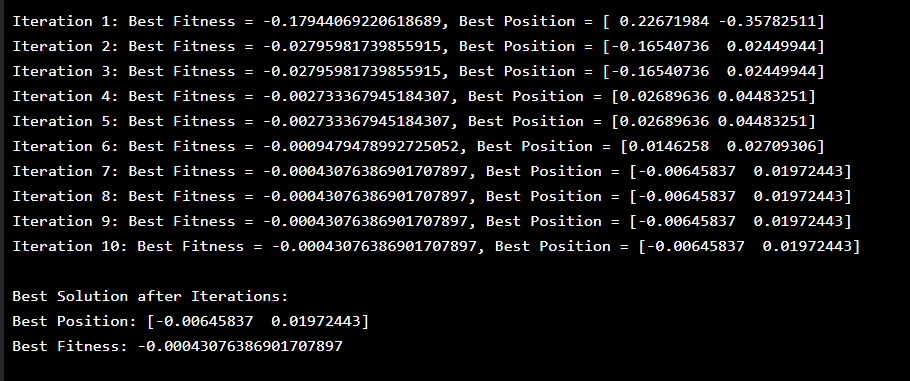 Iteration 1: Best Fitness = -0.17944069220618689, Best Position = [ 0.22671984 -0.35782511]
Iteration 2: Best Fitness = -0.02795981739855915, Best Position = [-0.16540736  0.02449944]
Iteration 3: Best Fitness = -0.02795981739855915, Best Position = [-0.16540736  0.02449944]
Iteration 4: Best Fitness = -0.002733367945184307, Best Position = [0.02689636 0.04483251]
Iteration 5: Best Fitness = -0.002733367945184307, Best Position = [0.02689636 0.04483251]
Iteration 6: Best Fitness = -0.0009479478992725052, Best Position = [0.0146258  0.02709306]
Iteration 7: Best Fitness = -0.00043076386901707897, Best Position = [-0.00645837  0.01972443]
Iteration 8: Best Fitness = -0.00043076386901707897, Best Position = [-0.00645837  0.01972443]
Iteration 9: Best Fitness = -0.00043076386901707897, Best Position = [-0.00645837  0.01972443]
Iteration 10: Best Fitness = -0.00043076386901707897, Best Position = [-0.00645837  0.01972443]
Best Solution after Iterations:
Best Position: [-0.00645837  0.01972443]
Best Fitness: -0.00043076386901707897